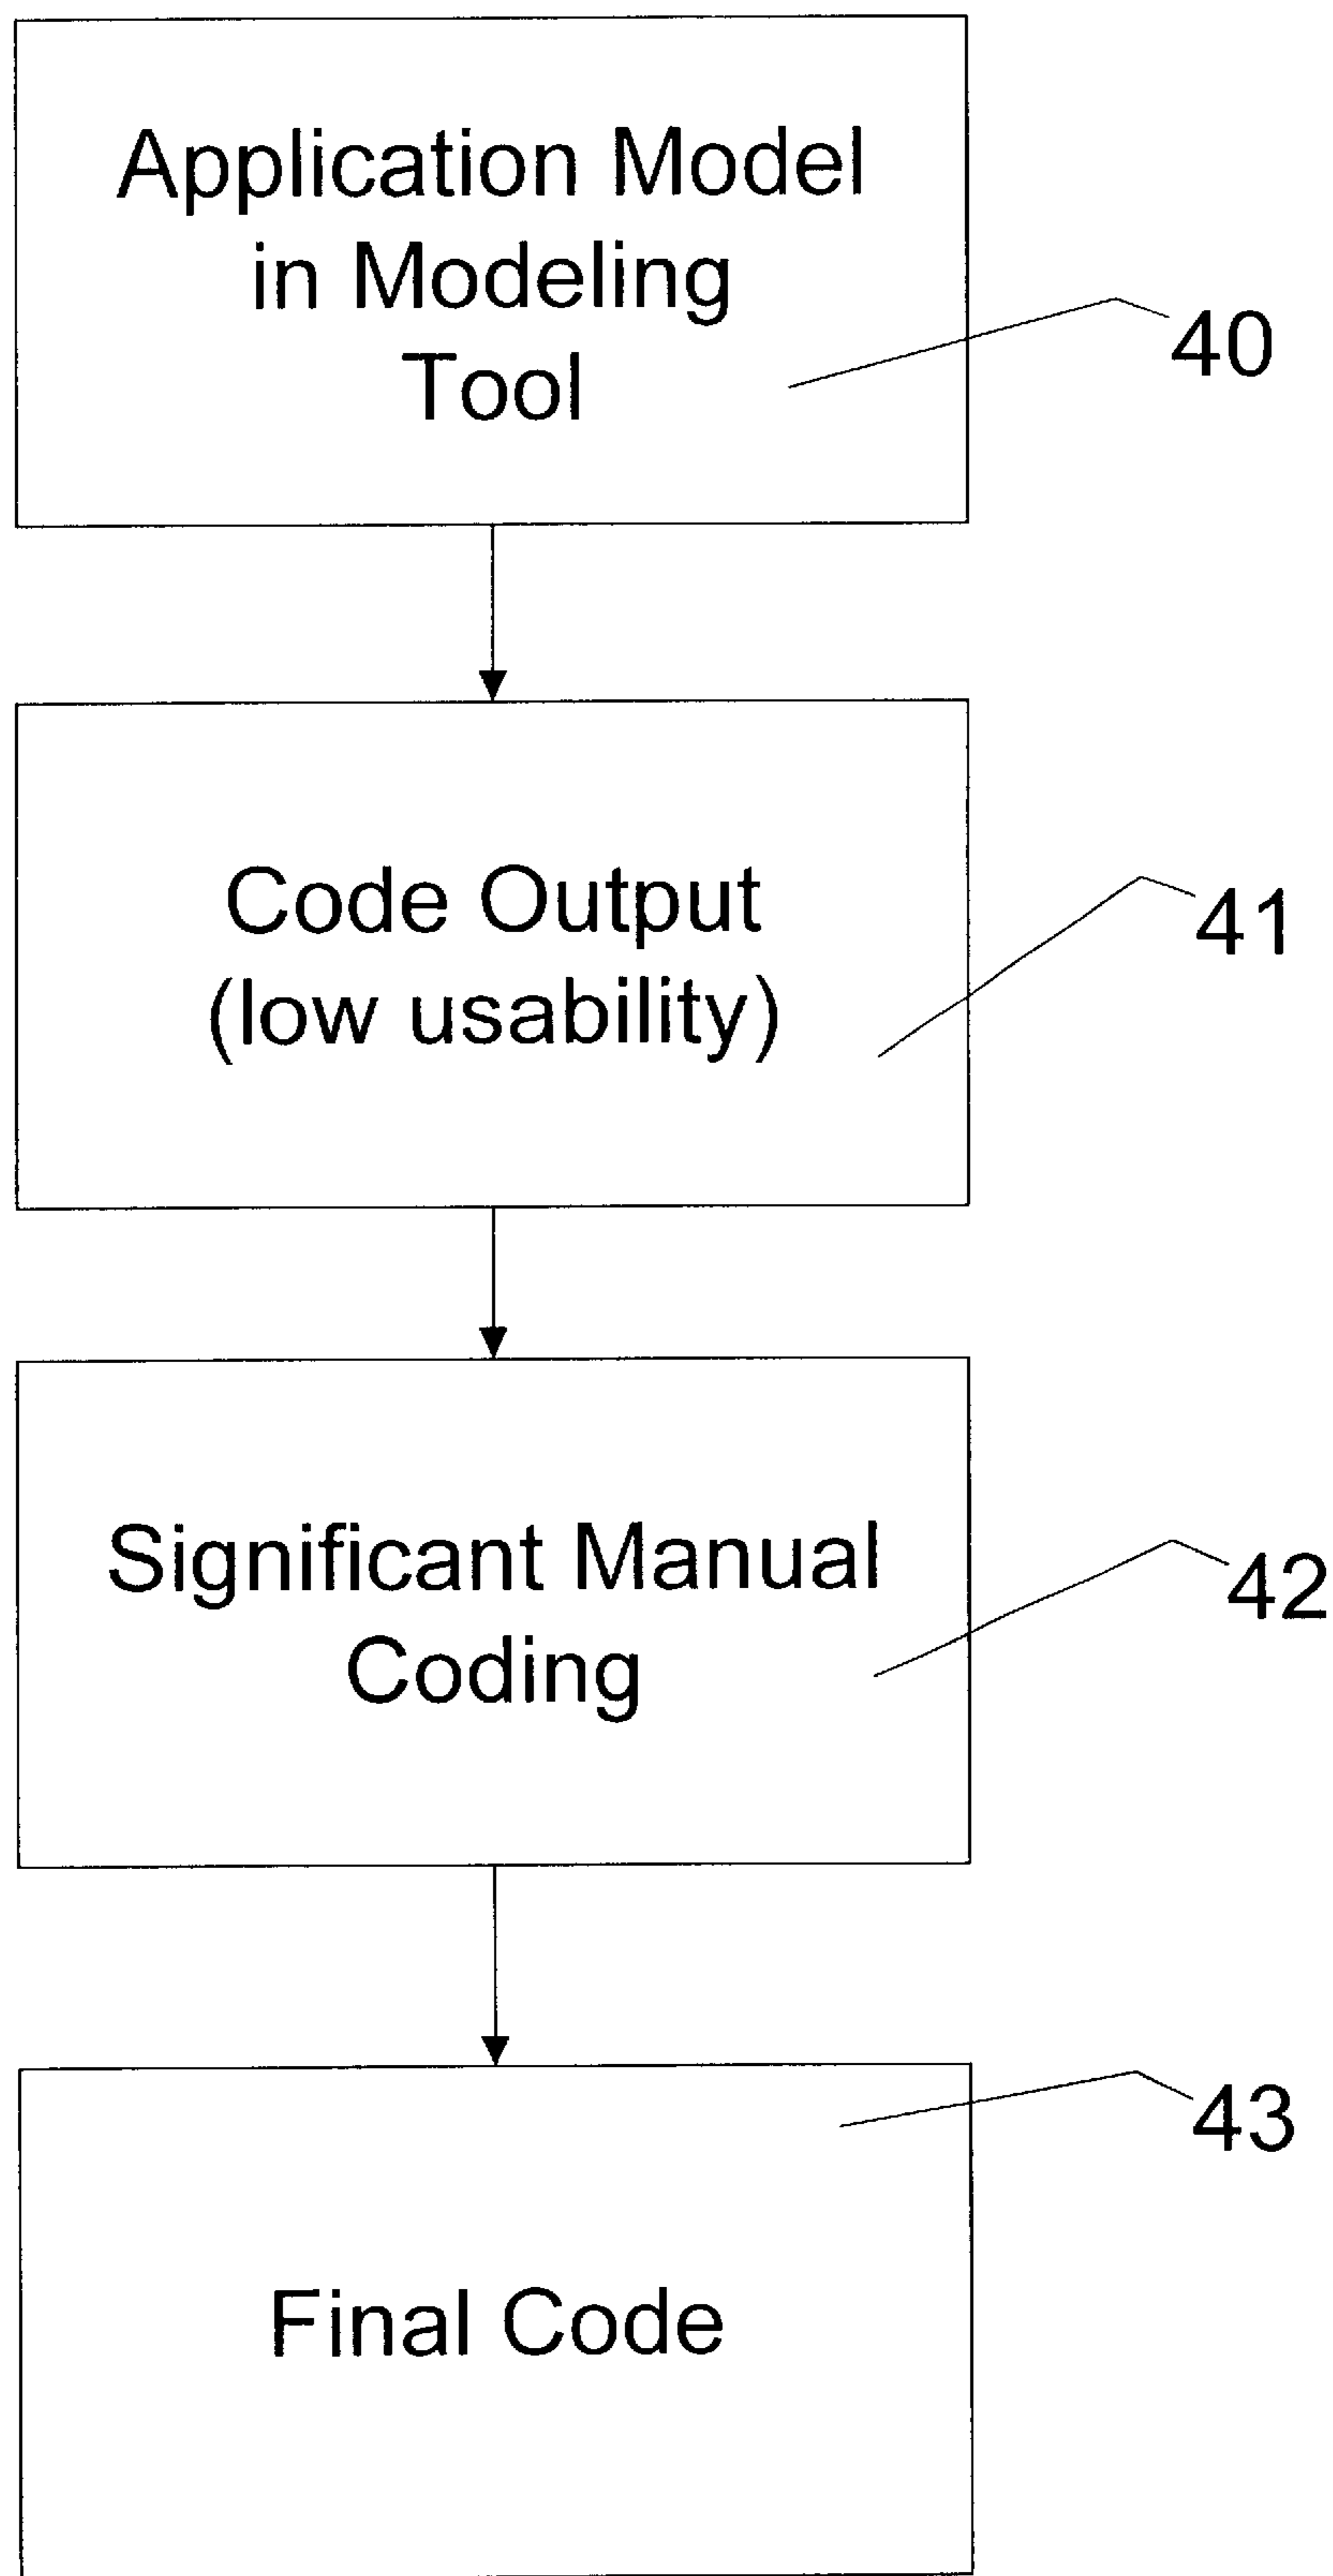 Application Model
in Modeling
Tool
40
Code Output
(low usability)
41
Significant Manual
Coding
42
43
Final Code